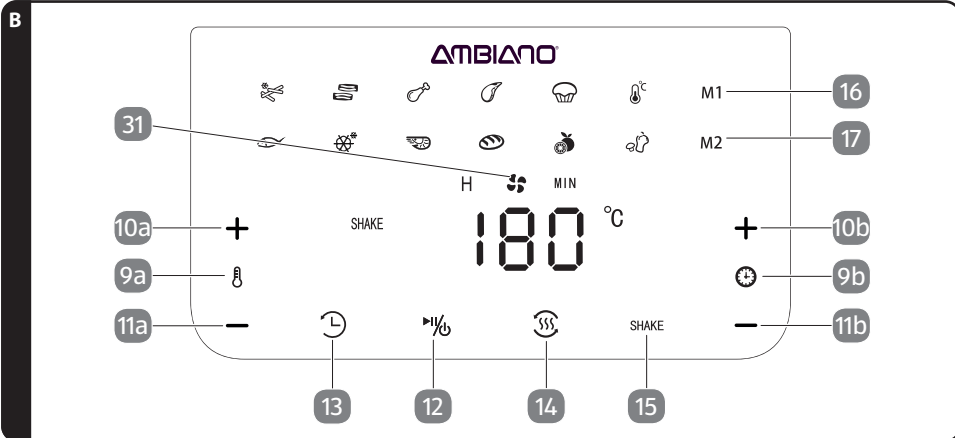 B
AMBIANO
°C M1 16
31
M2 17
H MIN
10a SHAKE 180 °C 10b
9a 9b
11a SHAKE 11b
13 12 14 15